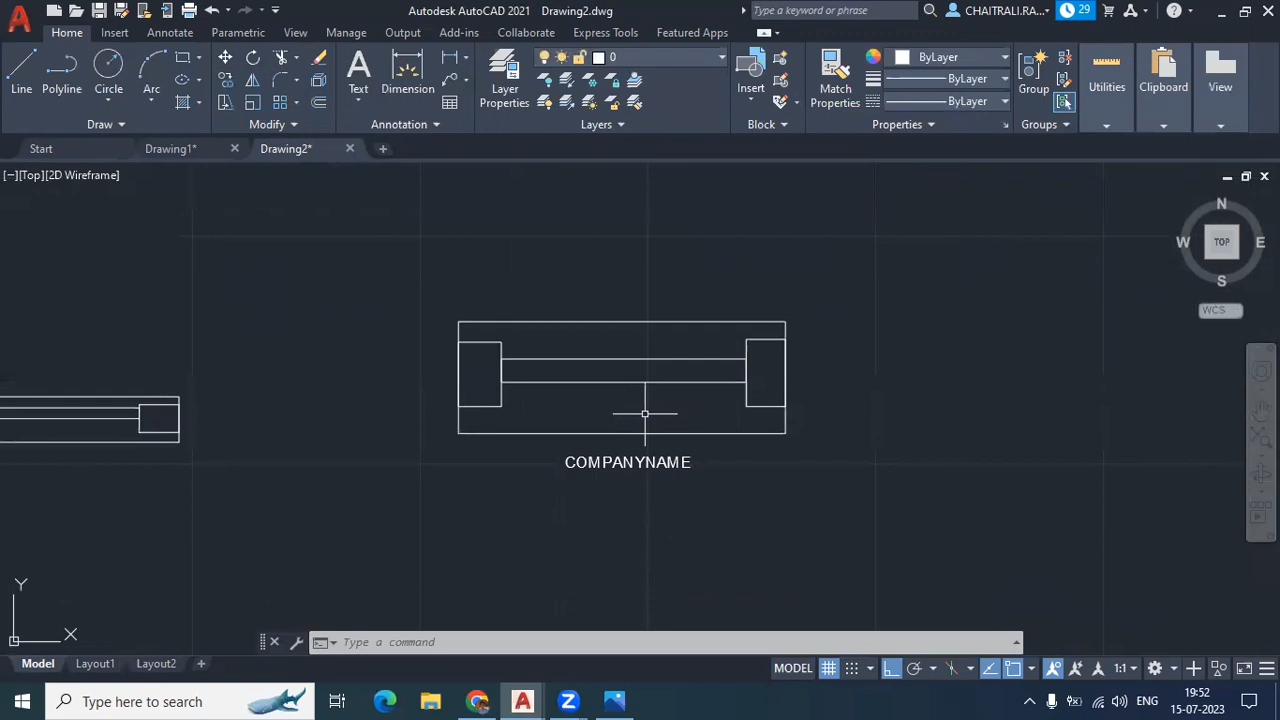 Autodesk AutoCAD 2021 Drawing2.dwg
Type a keyword or phrase
CHAITRALI.RA...
29
Home Insert Annotate Parametric View Manage Output Add-ins Collaborate Express Tools Featured Apps
Line Polyline Circle Arc
Text Dimension
Layer Properties
0
Insert
Match Properties
ByLayer
ByLayer
ByLayer
Group
Utilities Clipboard View
Draw Modify Annotation Layers Block Properties Groups
Start Drawing1* Drawing2*
[−][Top][2D Wireframe]
N
W TOP E
S
WCS
COMPANYNAME
Y
X
Type a command
Model Layout1 Layout2
MODEL 1:1
Type here to search
ENG
19:52
15-07-2023